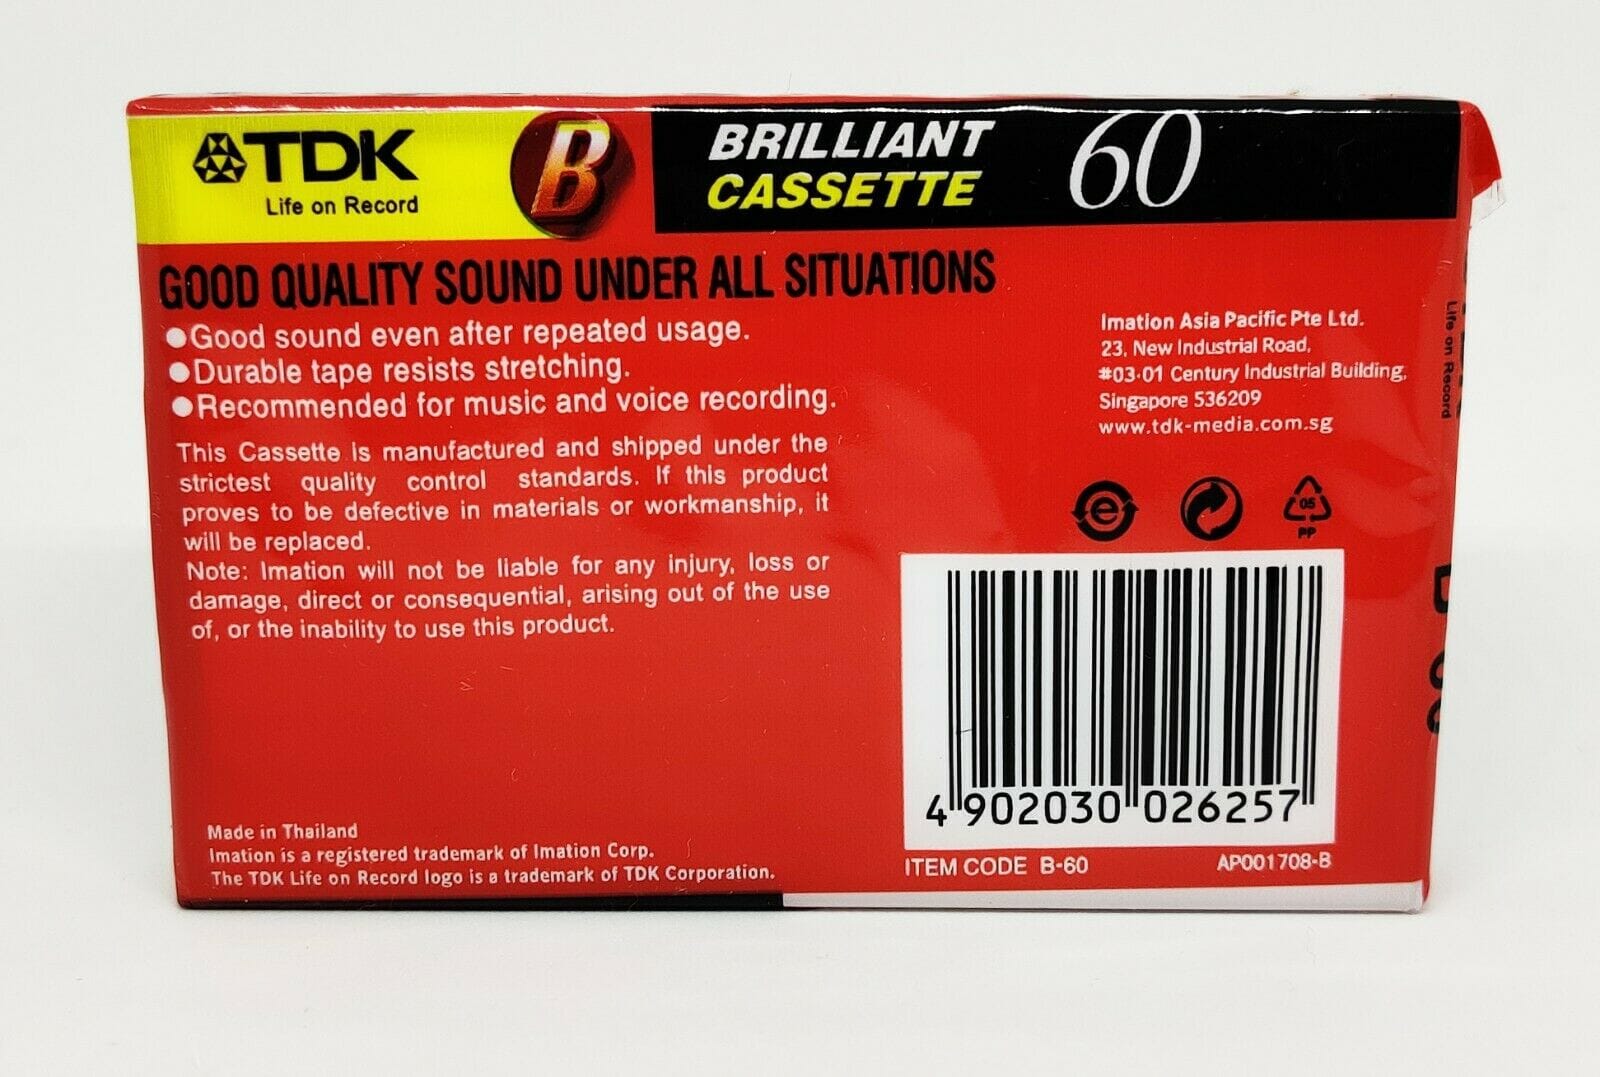 TDK
Life on Record
B
BRILLIANT
CASSETTE
60
GOOD QUALITY SOUND UNDER ALL SITUATIONS
●Good sound even after repeated usage.
●Durable tape resists stretching.
●Recommended for music and voice recording.
This Cassette is manufactured and shipped under the
strictest quality control standards. If this product
proves to be defective in materials or workmanship, it
will be replaced.
Note: Imation will not be liable for any injury, loss or
damage, direct or consequential, arising out of the use
of, or the inability to use this product.
Made in Thailand
Imation is a registered trademark of Imation Corp.
The TDK Life on Record logo is a trademark of TDK Corporation.
Imation Asia Pacific Pte Ltd.
23, New Industrial Road,
#03-01 Century Industrial Building,
Singapore 536209
www.tdk-media.com.sg
e
05
PP
4 902030 026257
ITEM CODE B-60
AP001708-B
Life on Record